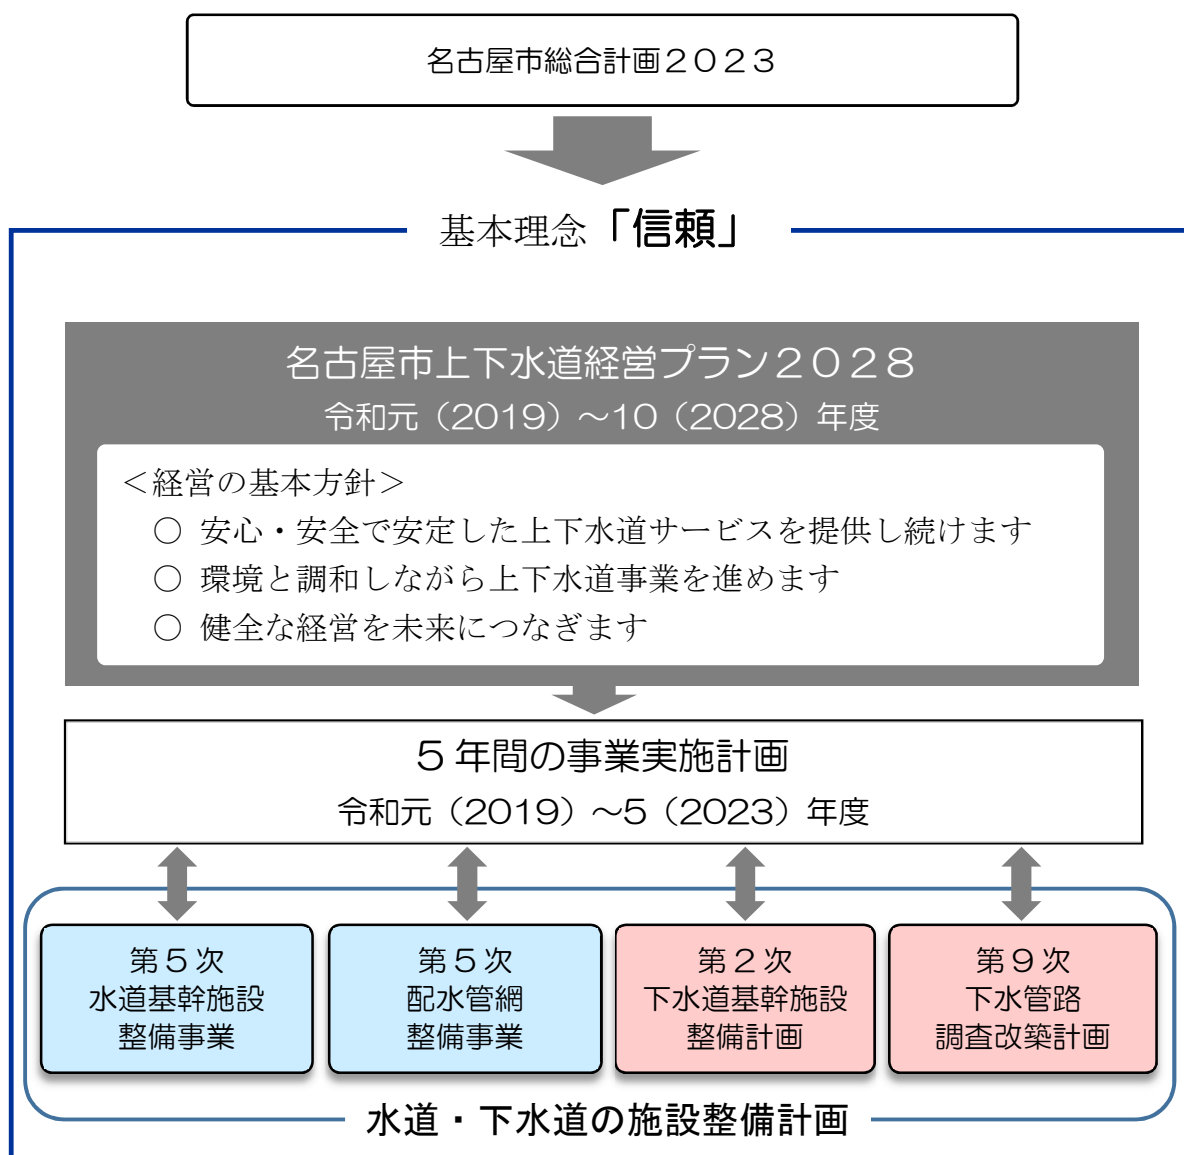 名古屋市総合計画２０２３
基本理念「信頼」
名古屋市上下水道経営プラン２０２８
令和元（2019）～10（2028）年度
＜経営の基本方針＞
○ 安心・安全で安定した上下水道サービスを提供し続けます
○ 環境と調和しながら上下水道事業を進めます
○ 健全な経営を未来につなぎます
５年間の事業実施計画
令和元（2019）～5（2023）年度
第５次
水道基幹施設
整備事業
第５次
配水管網
整備事業
第２次
下水道基幹施設
整備計画
第９次
下水管路
調査改築計画
水道・下水道の施設整備計画